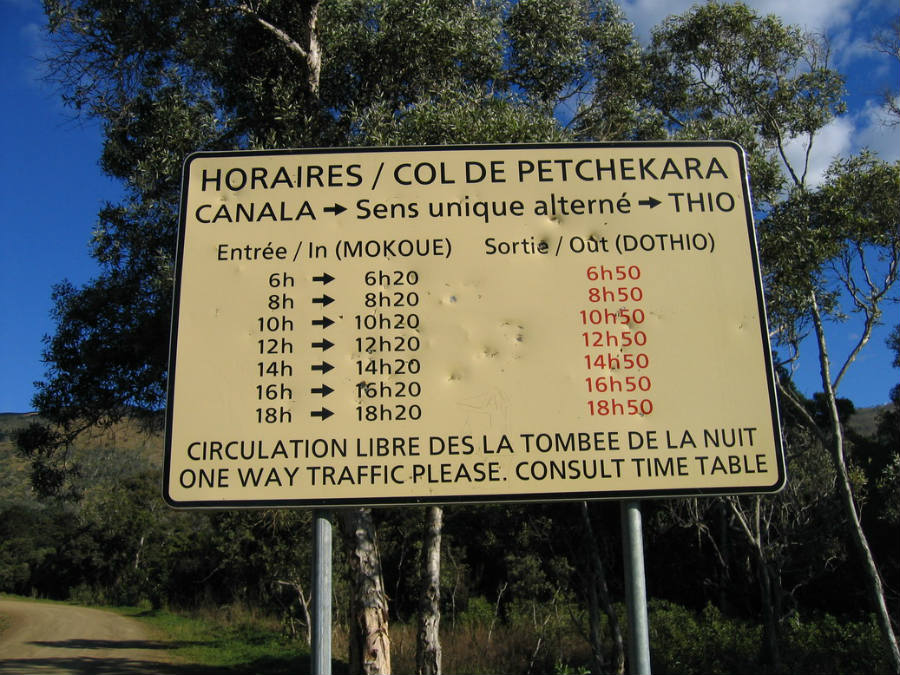 HORAIRES / COL DE PETCHEKARA
CANALA → Sens unique alterné → THIO
Entrée / In (MOKOUE) Sortie / Oùt (DOTHIO)
6h → 6h20 6h50
8h → 8h20 8h50
10h → 10h20 10h50
12h → 12h20 12h50
14h → 14h20 14h50
16h → 16h20 16h50
18h → 18h20 18h50
CIRCULATION LIBRE DES LA TOMBEE DE LA NUIT
ONE WAY TRAFFIC PLEASE. CONSULT TIME TABLE